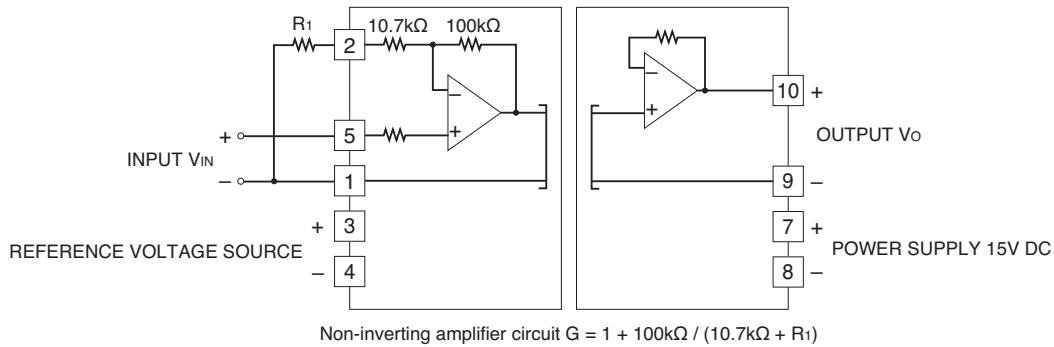 R1
2
10.7kΩ
100kΩ
−
+
−
+
10
+
+
5
INPUT VIN
−
1
OUTPUT VO
9
−
+
3
7
+
REFERENCE VOLTAGE SOURCE
POWER SUPPLY 15V DC
−
4
8
−
Non-inverting amplifier circuit G = 1 + 100kΩ / (10.7kΩ + R1)